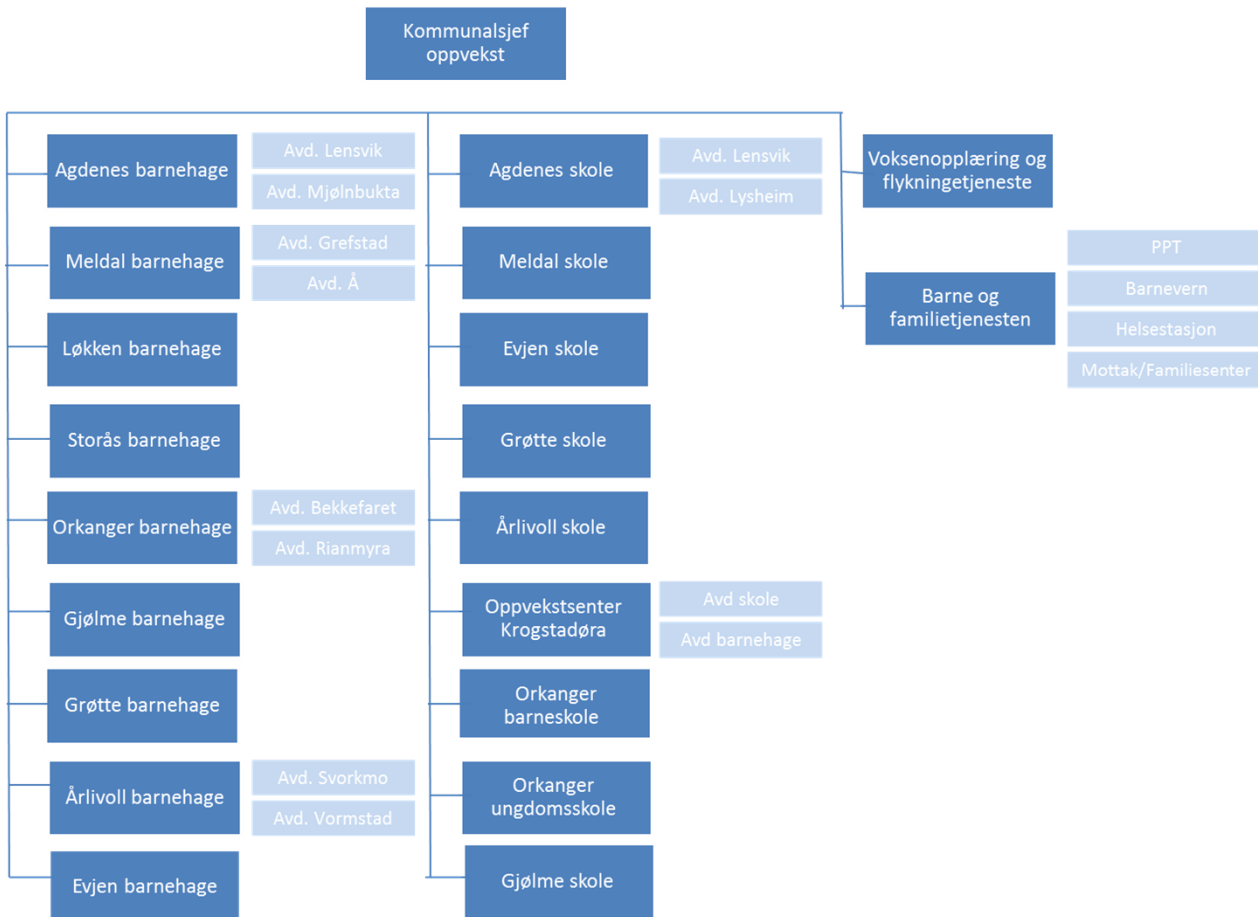 Kommunalsjef
oppvekst
Agdenes barnehage
Avd. Lensvik
Avd. Mjølnbukta
Meldal barnehage
Avd. Grefstad
Avd. Å
Løkken barnehage
Storås barnehage
Orkanger barnehage
Avd. Bekkefaret
Avd. Rianmyra
Gjølme barnehage
Grøtte barnehage
Årlivoll barnehage
Avd. Svorkmo
Avd. Vormstad
Evjen barnehage
Agdenes skole
Avd. Lensvik
Avd. Lysheim
Meldal skole
Evjen skole
Grøtte skole
Årlivoll skole
Oppvekstsenter
Krogstadøra
Avd skole
Avd barnehage
Orkanger
barneskole
Orkanger
ungdomsskole
Gjølme skole
Voksenopplæring og
flykningetjeneste
Barne og
familietjenesten
PPT
Barnevern
Helsestasjon
Mottak/Familiesenter